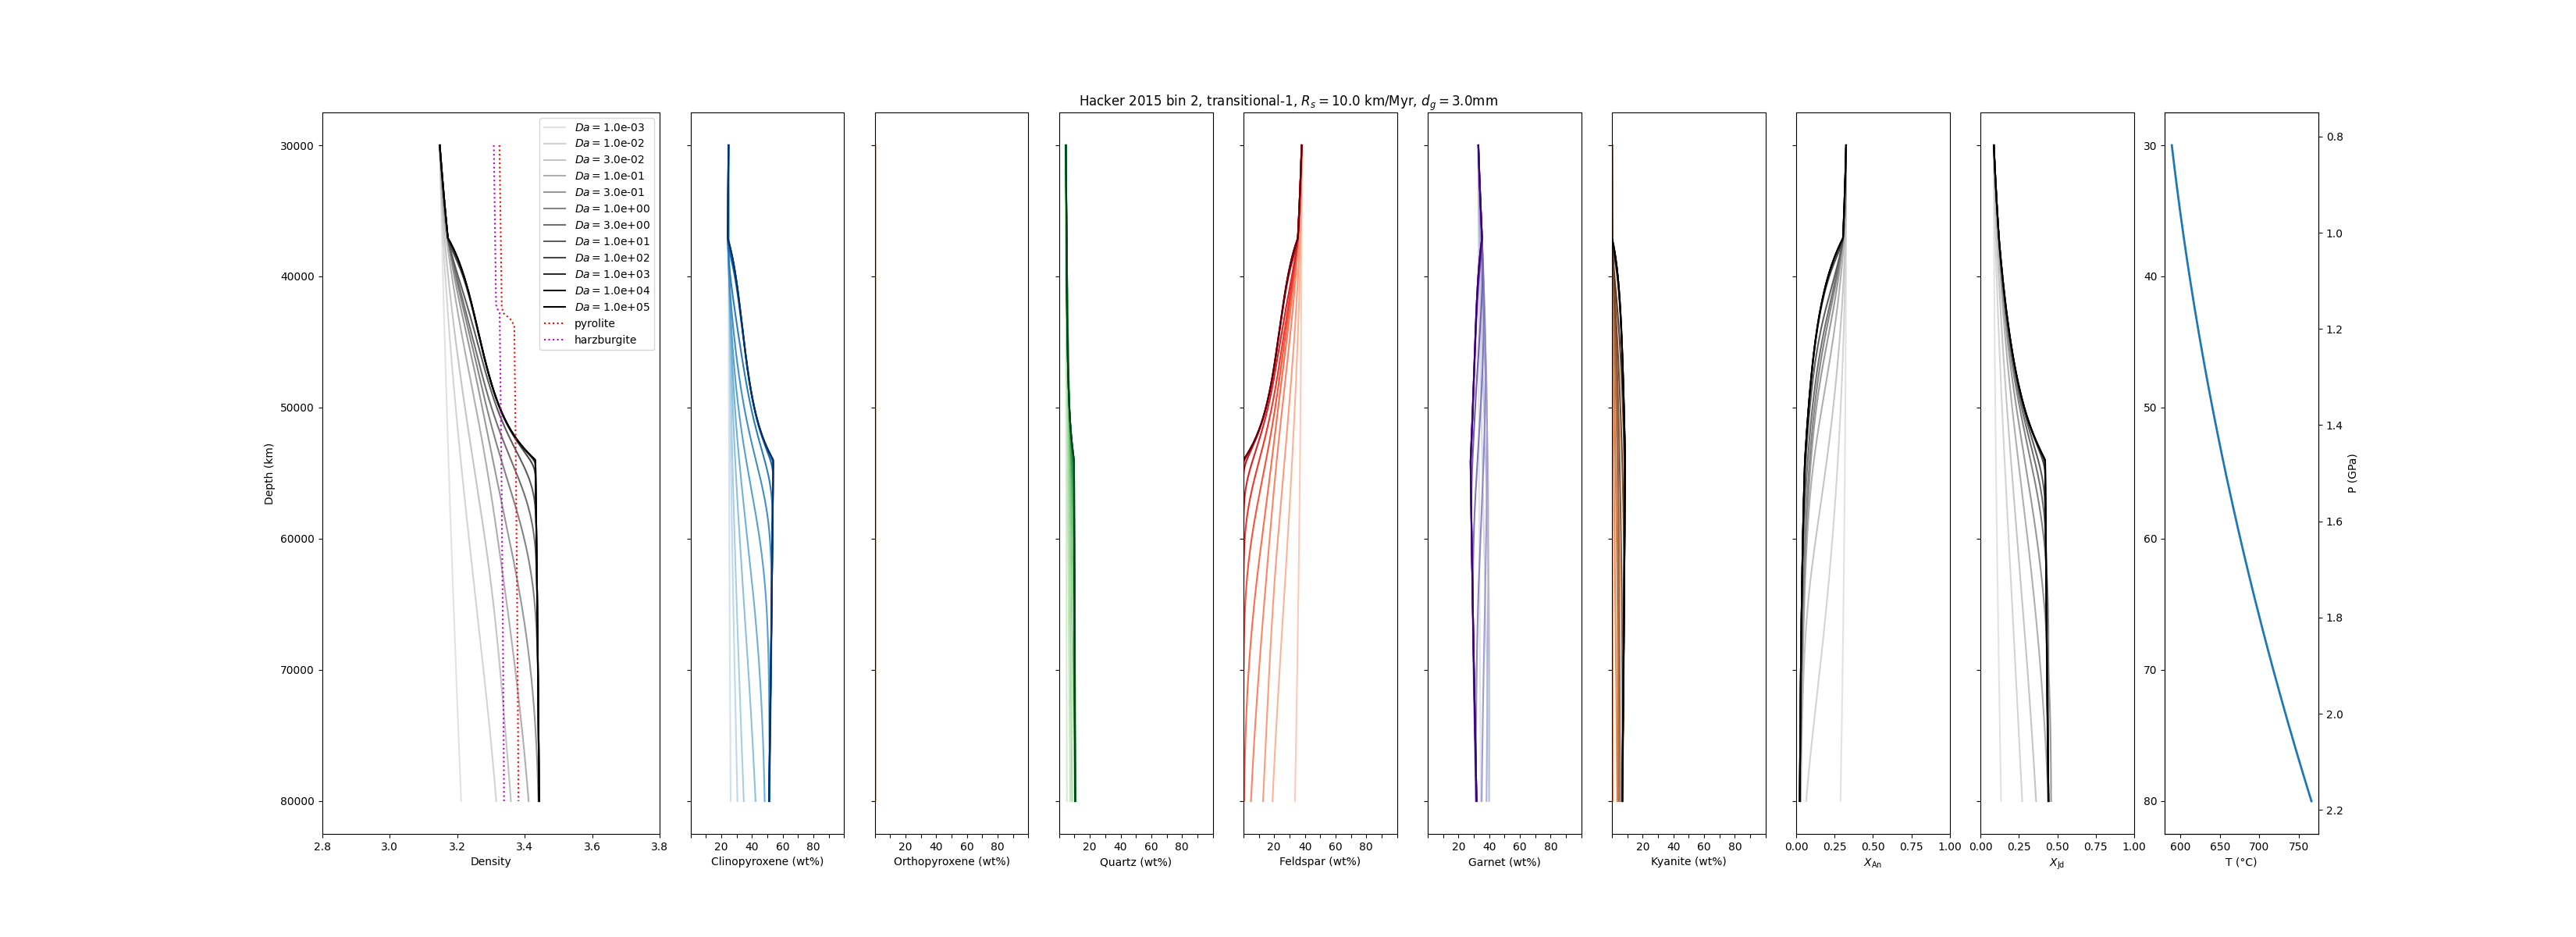 Hacker 2015 bin 2, transitional-1, R_s = 10.0 km/Myr, d_g = 3.0mm
Da = 1.0e-03
Da = 1.0e-02
Da = 3.0e-02
Da = 1.0e-01
Da = 3.0e-01
Da = 1.0e+00
Da = 3.0e+00
Da = 1.0e+01
Da = 1.0e+02
Da = 1.0e+03
Da = 1.0e+04
Da = 1.0e+05
pyrolite
harzburgite
Depth (km)
30000
40000
50000
60000
70000
80000
2.8 3.0 3.2 3.4 3.6 3.8
Density
20 40 60 80
Clinopyroxene (wt%)
20 40 60 80
Orthopyroxene (wt%)
20 40 60 80
Quartz (wt%)
20 40 60 80
Feldspar (wt%)
20 40 60 80
Garnet (wt%)
20 40 60 80
Kyanite (wt%)
0.00 0.25 0.50 0.75 1.00
X_An
0.00 0.25 0.50 0.75 1.00
X_Jd
30
40
50
60
70
80
600 650 700 750
T (°C)
0.8
1.0
1.2
1.4
1.6
1.8
2.0
2.2
P (GPa)